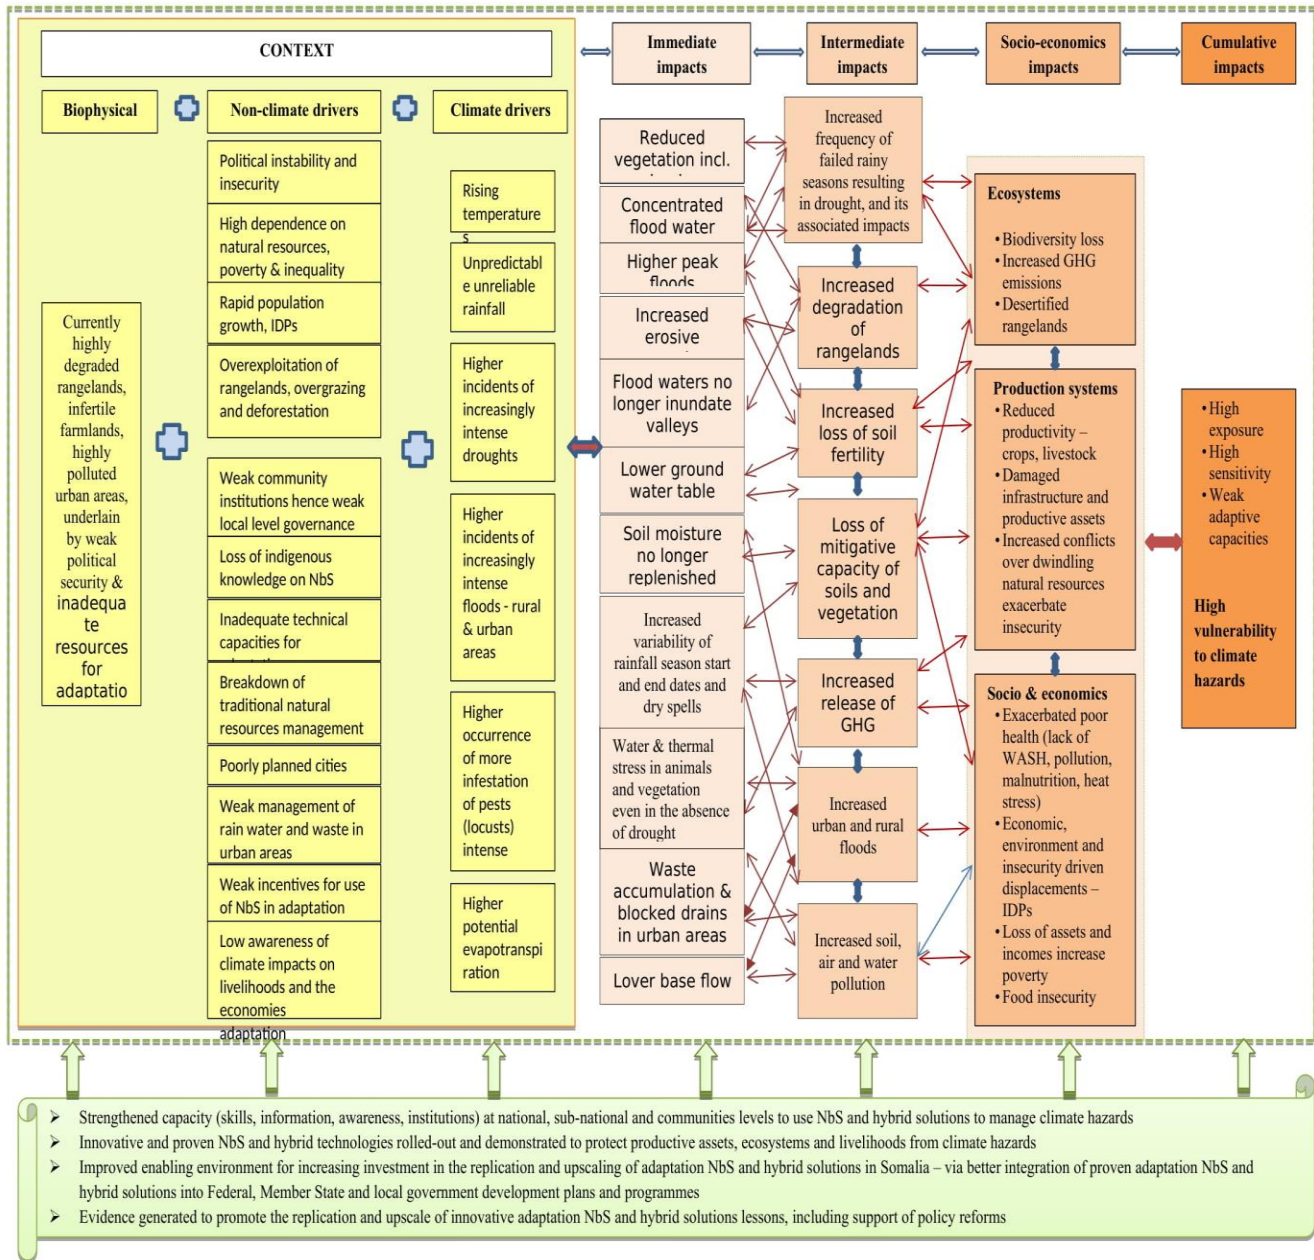 CONTEXT
Immediate
impacts
Intermediate
impacts
Socio-economics
impacts
Cumulative
impacts
Biophysical
Non-climate drivers
Climate drivers
Currently
highly
degraded
rangelands,
infertile
farmlands,
highly
polluted
urban areas,
underlain
by weak
political
security &
inadequa
te
resources
for
adaptatio
Political instability and
insecurity
High dependence on
natural resources,
poverty & inequality
Rapid population
growth, IDPs
Overexploitation of
rangelands, overgrazing
and deforestation
Weak community
institutions hence weak
local level governance
Loss of indigenous
knowledge on NbS
Inadequate technical
capacities for
Breakdown of
traditional natural
resources management
Poorly planned cities
Weak management of
rain water and waste in
urban areas
Weak incentives for use
of NbS in adaptation
Low awareness of
climate impacts on
livelihoods and the
economies
adaptation
Rising
temperature
s
Unpredictabl
e unreliable
rainfall
Higher
incidents of
increasingly
intense
droughts
Higher
incidents of
increasingly
intense
floods - rural
& urban
areas
Higher
occurrence
of more
infestation
of pests
(locusts)
intense
Higher
potential
evapotranspi
ration
Reduced
vegetation incl.
Concentrated
flood water
Higher peak
floods
Increased
erosive
Flood waters no
longer inundate
valleys
Lower ground
water table
Soil moisture
no longer
replenished
Increased
variability of
rainfall season start
and end dates and
dry spells
Water & thermal
stress in animals
and vegetation
even in the absence
of drought
Waste
accumulation &
blocked drains
in urban areas
Lover base flow
Increased
frequency of
failed rainy
seasons resulting
in drought, and its
associated impacts
Increased
degradation
of
rangelands
Increased
loss of soil
fertility
Loss of
mitigative
capacity of
soils and
vegetation
Increased
release of
GHG
Increased
urban and rural
floods
Increased soil,
air and water
pollution
Ecosystems
• Biodiversity loss
• Increased GHG
emissions
• Desertified
rangelands
Production systems
• Reduced
productivity –
crops, livestock
• Damaged
infrastructure and
productive assets
• Increased conflicts
over dwindling
natural resources
exacerbate
insecurity
Socio & economics
• Exacerbated poor
health (lack of
WASH, pollution,
malnutrition, heat
stress)
• Economic,
environment and
insecurity driven
displacements –
IDPs
• Loss of assets and
incomes increase
poverty
• Food insecurity
• High
exposure
• High
sensitivity
• Weak
adaptive
capacities
High
vulnerability
to climate
hazards
➢ Strengthened capacity (skills, information, awareness, institutions) at national, sub-national and communities levels to use NbS and hybrid solutions to manage climate hazards
➢ Innovative and proven NbS and hybrid technologies rolled-out and demonstrated to protect productive assets, ecosystems and livelihoods from climate hazards
➢ Improved enabling environment for increasing investment in the replication and upscaling of adaptation NbS and hybrid solutions in Somalia – via better integration of proven adaptation NbS and
hybrid solutions into Federal, Member State and local government development plans and programmes
➢ Evidence generated to promote the replication and upscale of innovative adaptation NbS and hybrid solutions lessons, including support of policy reforms